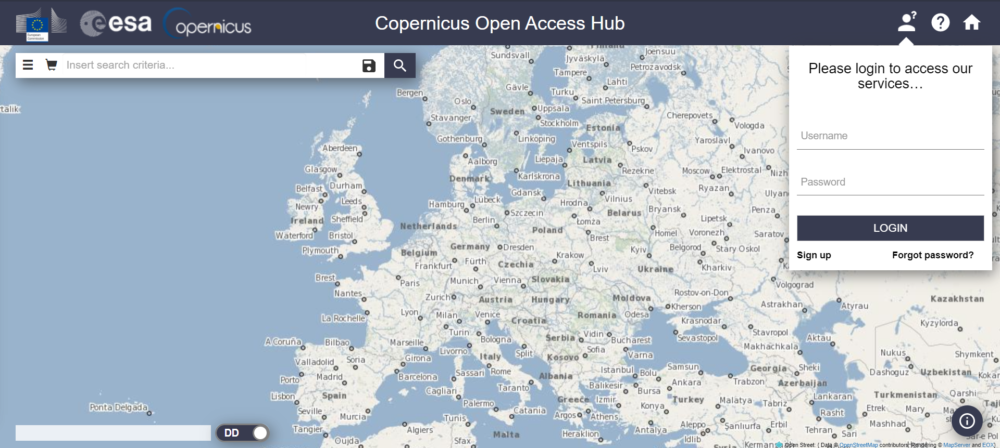 European
Commission
esa
opernicus
Copernicus Open Access Hub
Insert search criteria...
Please login to access our
services...
Username
Password
LOGIN
Sign up
Forgot password?
Sundsvall
Finland
Jyväskylä
Joensuu
Petrozavodsk
Tampere
Lahti
Gävle
Turku
Saint Petersburg
Bergen
Oslo
Sweden
Uppsala
Stockholm
Cherepovets
Vologda
Stavanger
Estonia
Gothenburg
Linköping
Ventspils
Pskov
Yaroslavl
Ivanovo
Aberdeen
Aalborg
Liepaja
Latvia
Rezekne
Glasgow
Denmark
Karlskrona
Moscow
Elektrostal
Nizh
Lithuania
Belfast
Durham
Gdansk
Vilnius
Vitebsk
Ryazan
Ulyan
Newry
Leeds
Hamburg
Lübeck
Hrodna
Ireland
Sheffield
Berlin
Szczecin
Belarus
Bryansk
Penza
Lipetsk
Netherlands
Poland
Łomża
Waterford
Bristol
Brest
Homel
Voronezh
Saratov
Plymouth
Belgium
Germany
Dresden
Kyiv
Belgorod
Stary Oskol
Frankfurt
Fürth
Krakow
Czechia
Lviv
Ukraine
Kharkiv
Brest
Paris
Munich
Vienna
Slovakia
Volgograd
Nantes
Zurich
Austria
Hungary
Moldova
Rostov-on-Don
Kazakhstan
Astrakhan
Atyrau
La Rochelle
Lyon
Milan
Venice
Croatia
Romania
Odesa
Kherson
Krasnodar
Kyzylorda
Turin
Bologna
Serbia
Vidin
Bucharest
Sevastopol
Stavropol
Aktau
A Coruña
Bilbao
Marseille
Livorno
Split
Sofia
Makhachkala
Valladolid
Soria
Girona
Italy
Kosovo
Varna
Nukus
Shymkent
Porto
Madrid
Barcelona
Sassari
Rome
Albania
Istanbul
Bolu
Samsun
Georgia
Sheki
Dashoguz
Uzbekistan
Kokan
Lisbon
Spain
Cagliari
Taranto
Balıkesir
Bursa
Ankara
Trabzon
Azerbaijan
Ponta Delgada
Palermo
Greece
Izmir
Turkey
Malatya
Tabriz
Lankaran
Turkmenistan
Qarshi
Seville
Murcia
Catania
Argos
Athens
Konya
Etrek
Mary
Tangier
Algiers
Tunis
Malta
Heraklion
Antalya
Aleppo
Şanlıurfa
Erbil
Rasht
Tehran
Sari
Mashhad
Oujda
Sfax
Idlib
DD
Open Street: { Data © OpenStreetMap contributors, Rendering © MapServer and EOX}